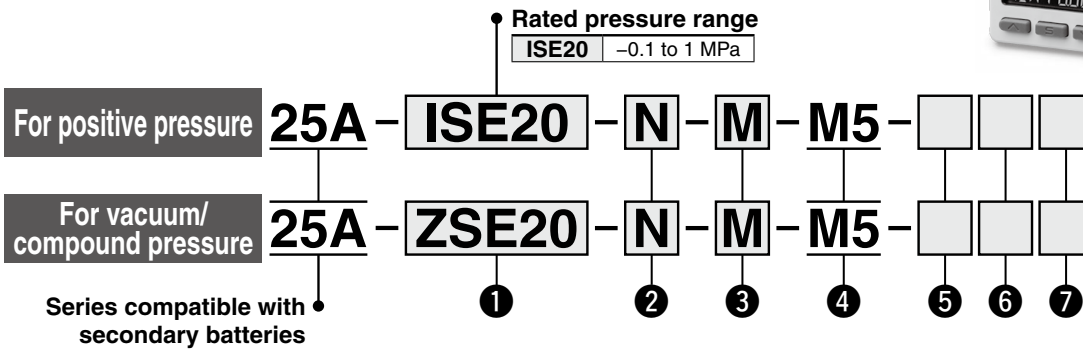 Rated pressure range
ISE20 –0.1 to 1 MPa
For positive pressure 25A – ISE20 – N – M – M5 –
For vacuum/
compound pressure 25A – ZSE20 – N – M – M5 –
Series compatible with
secondary batteries
❶ ❷ ❸ ❹ ❺ ❻ ❼